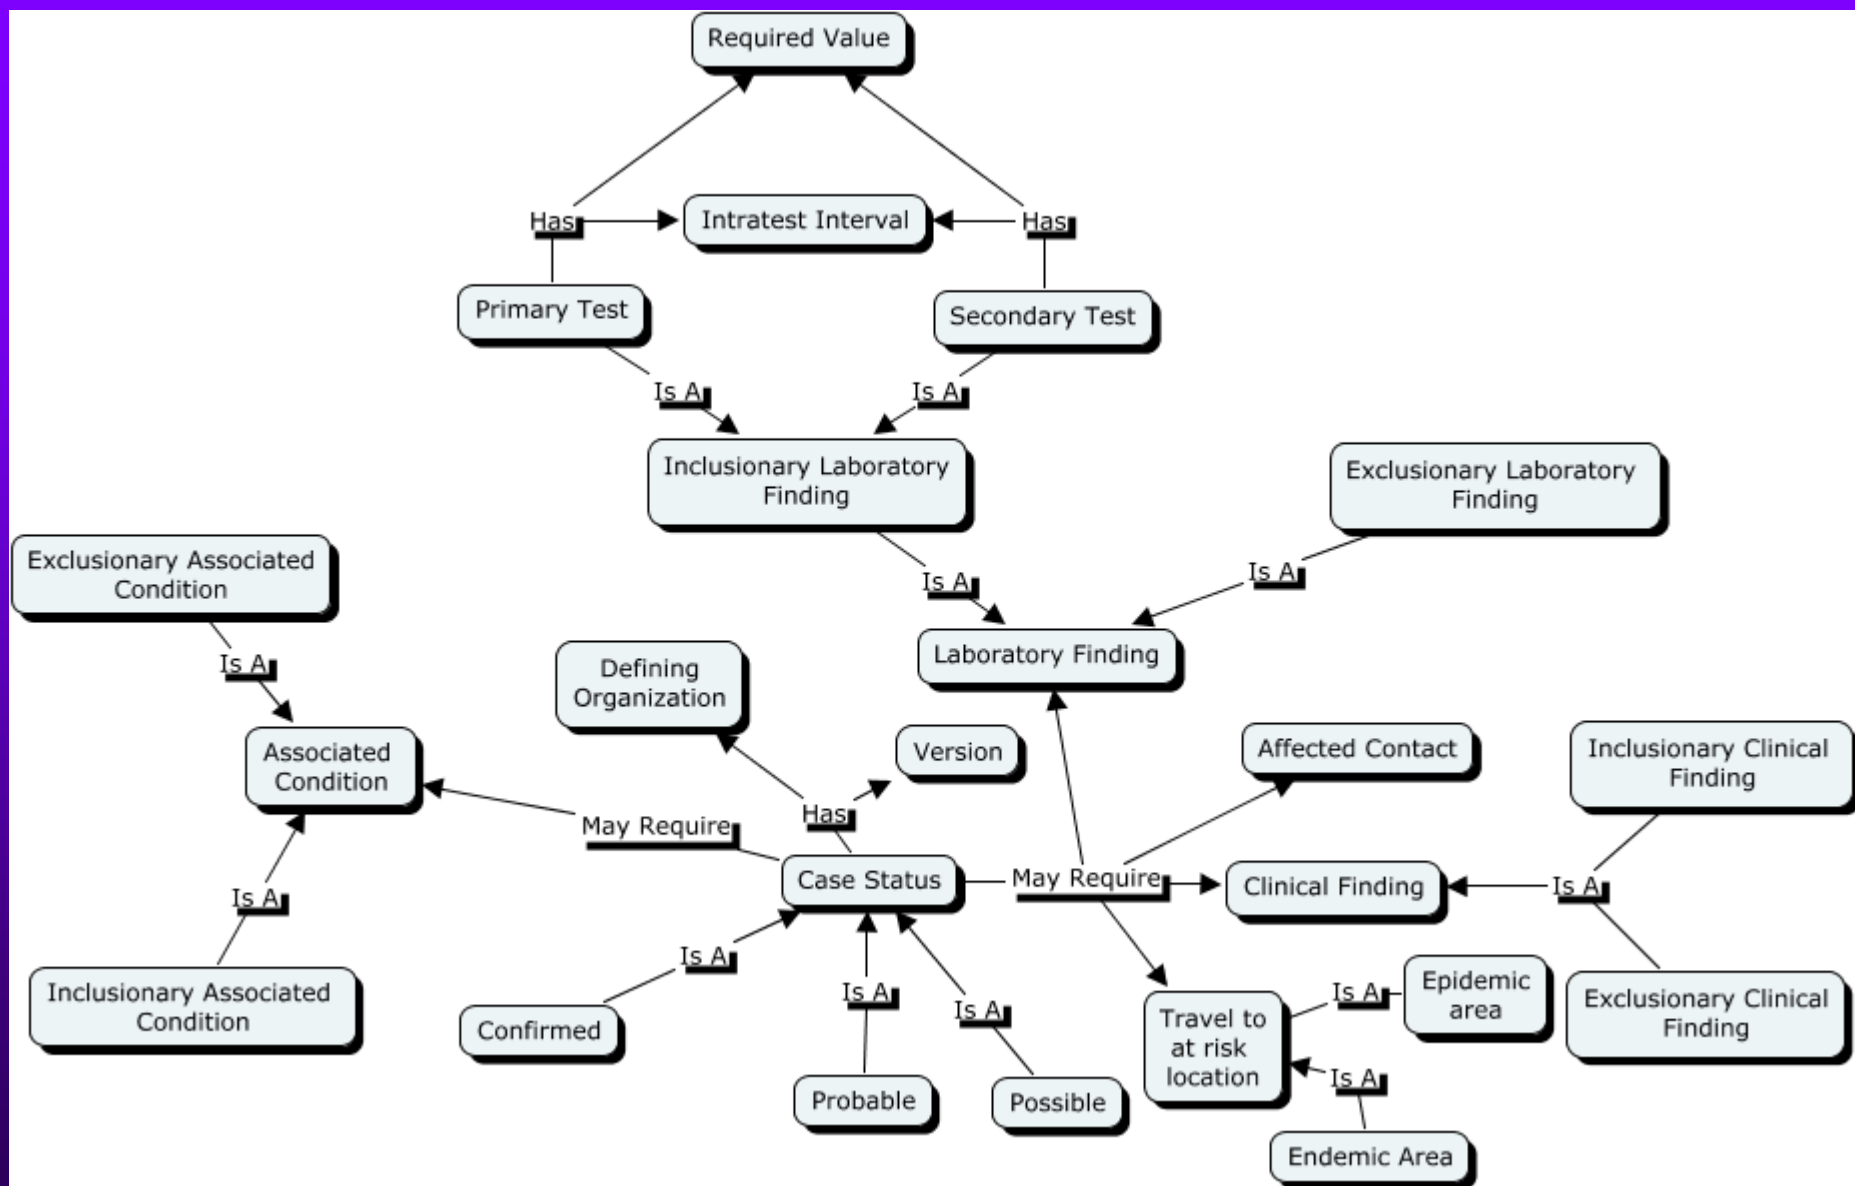 Required Value
Has
Intratest Interval
Has
Primary Test
Secondary Test
Is A
Is A
Inclusionary Laboratory
Finding
Exclusionary Laboratory
Finding
Exclusionary Associated
Condition
Is A
Is A
Is A
Defining
Organization
Laboratory Finding
Associated
Condition
Version
Affected Contact
Inclusionary Clinical
Finding
May Require
Has
Case Status
May Require
Clinical Finding
Is A
Is A
Is A
Is A
Is A
Is A
Epidemic
area
Inclusionary Associated
Condition
Confirmed
Travel to
at risk
location
Exclusionary Clinical
Finding
Is A
Probable
Possible
Endemic Area